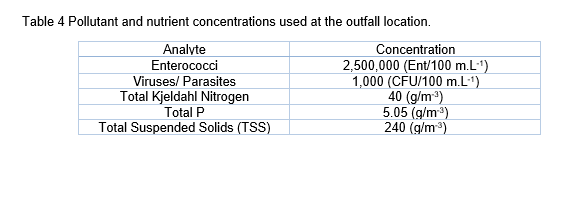 Table 4 Pollutant and nutrient concentrations used at the outfall location.
Analyte Concentration
Enterococci 2,500,000 (Ent/100 m.L⁻¹)
Viruses/ Parasites 1,000 (CFU/100 m.L⁻¹)
Total Kjeldahl Nitrogen 40 (g/m⁻³)
Total P 5.05 (g/m⁻³)
Total Suspended Solids (TSS) 240 (g/m⁻³)